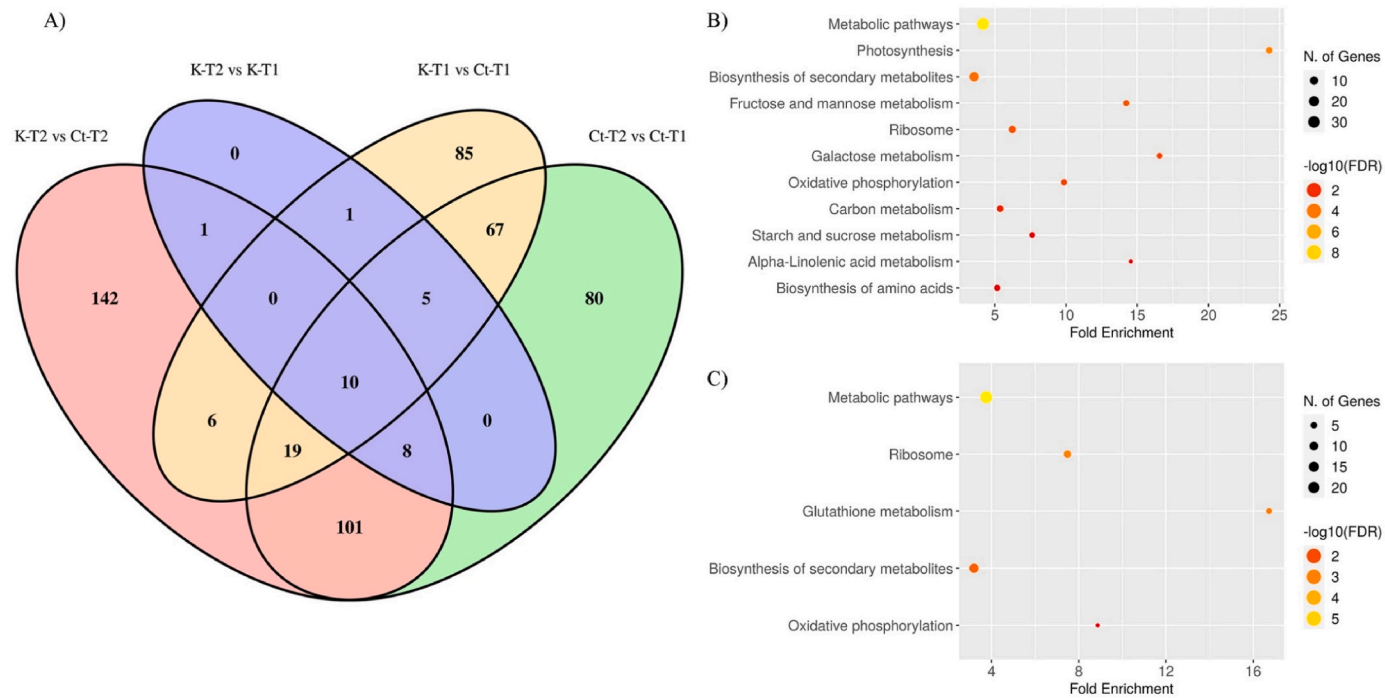 A)
K-T2 vs K-T1
K-T1 vs Ct-T1
K-T2 vs Ct-T2
Ct-T2 vs Ct-T1
0
85
1
1
67
142
0
5
80
10
6
0
19
8
101
B)
Metabolic pathways
Photosynthesis
Biosynthesis of secondary metabolites
Fructose and mannose metabolism
Ribosome
Galactose metabolism
Oxidative phosphorylation
Carbon metabolism
Starch and sucrose metabolism
Alpha-Linolenic acid metabolism
Biosynthesis of amino acids
5 10 15 20 25
Fold Enrichment
N. of Genes
10
20
30
-log10(FDR)
2
4
6
8
C)
Metabolic pathways
Ribosome
Glutathione metabolism
Biosynthesis of secondary metabolites
Oxidative phosphorylation
4 8 12 16
Fold Enrichment
N. of Genes
5
10
15
20
-log10(FDR)
2
3
4
5